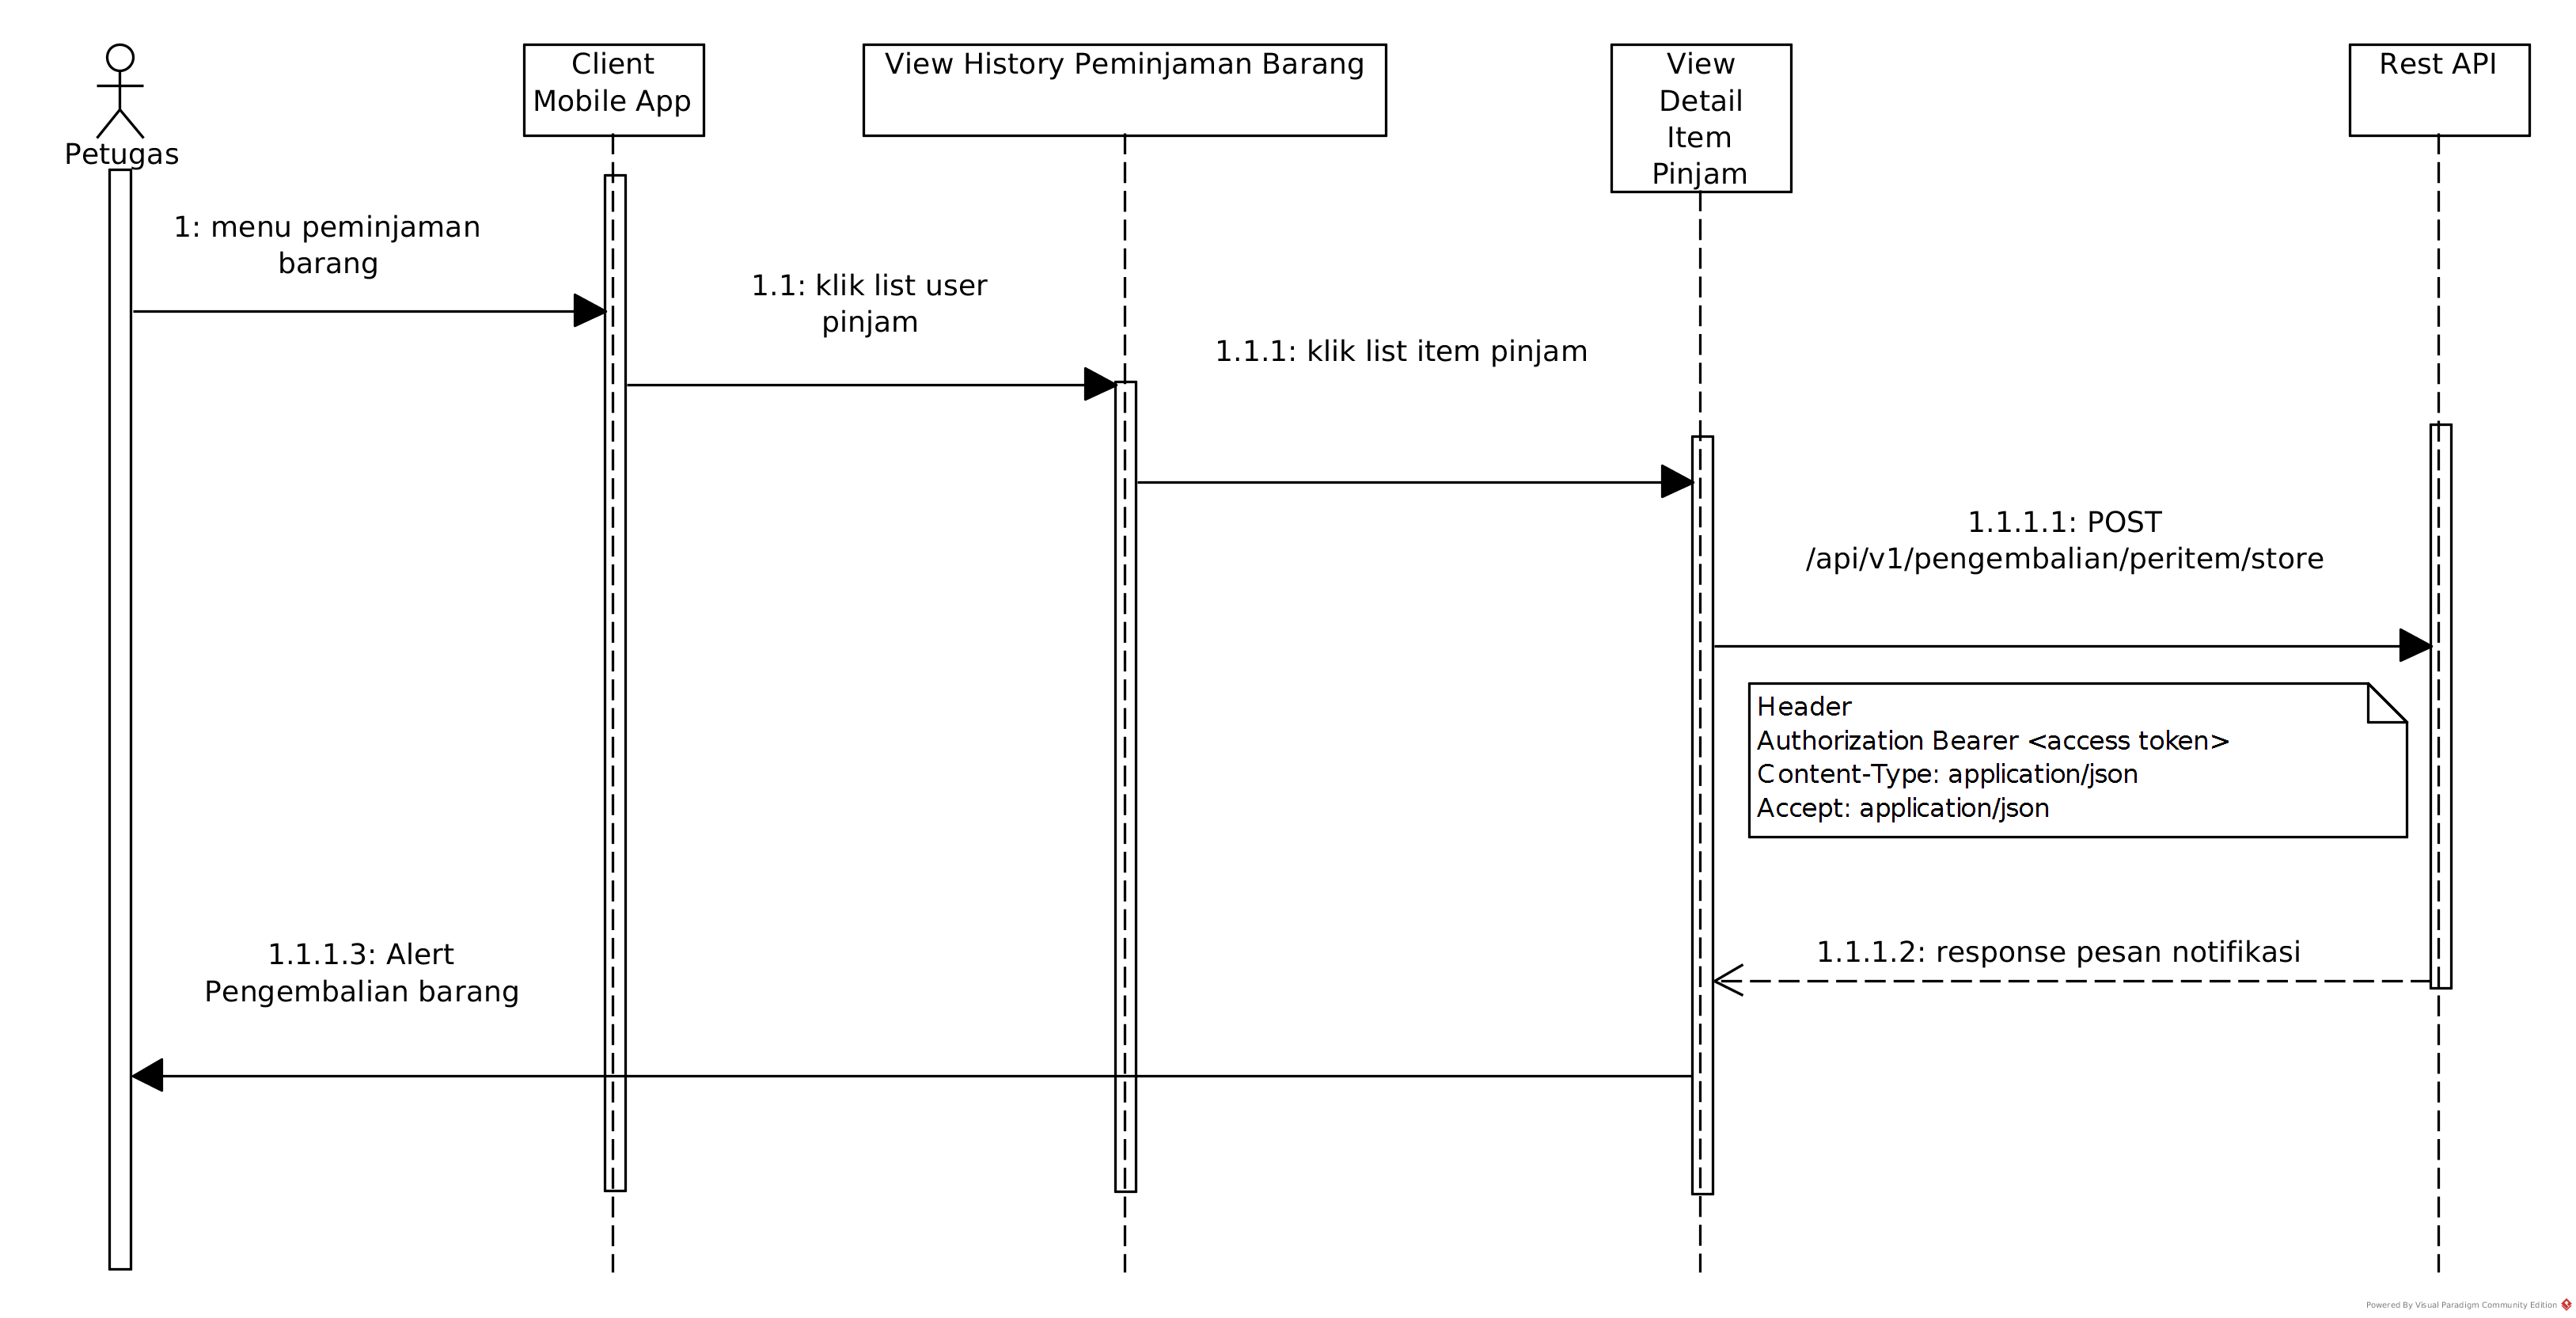 Petugas
Client
Mobile App
View History Peminjaman Barang
View
Detail
Item
Pinjam
Rest API
1: menu peminjaman
barang
1.1: klik list user
pinjam
1.1.1: klik list item pinjam
1.1.1.1: POST
/api/v1/pengembalian/peritem/store
Header
Authorization Bearer <access token>
Content-Type: application/json
Accept: application/json
1.1.1.2: response pesan notifikasi
1.1.1.3: Alert
Pengembalian barang
Powered By Visual Paradigm Community Edition